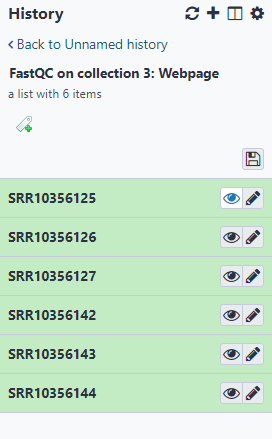 History
Back to Unnamed history
FastQC on collection 3: Webpage
a list with 6 items
SRR10356125
SRR10356126
SRR10356127
SRR10356142
SRR10356143
SRR10356144